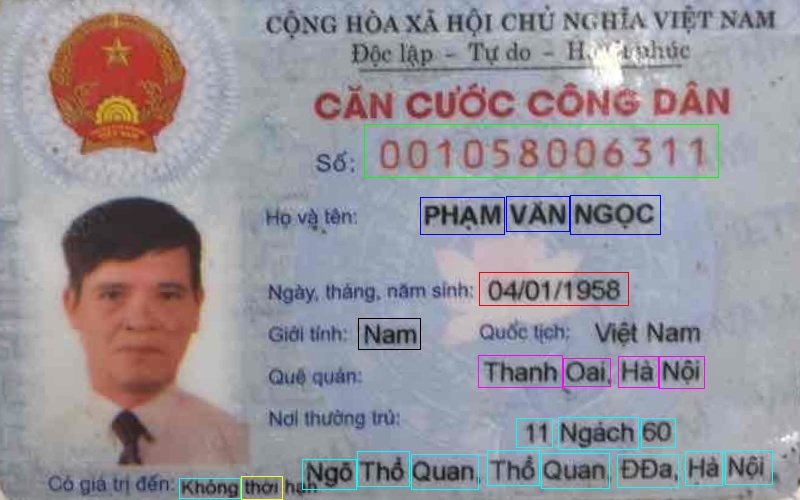 CỘNG HÒA XÃ HỘI CHỦ NGHĨA VIỆT NAM
Độc lập - Tự do - Hạnh phúc
CĂN CƯỚC CÔNG DÂN
Số: 001058006311
Họ và tên: PHẠM VĂN NGỌC
Ngày, tháng, năm sinh: 04/01/1958
Giới tính: Nam Quốc tịch: Việt Nam
Quê quán: Thanh Oai, Hà Nội
Nơi thường trú: 11 Ngách 60
Ngõ Thổ Quan, Thổ Quan, ĐĐa, Hà Nội
Có giá trị đến: Không thời hạn